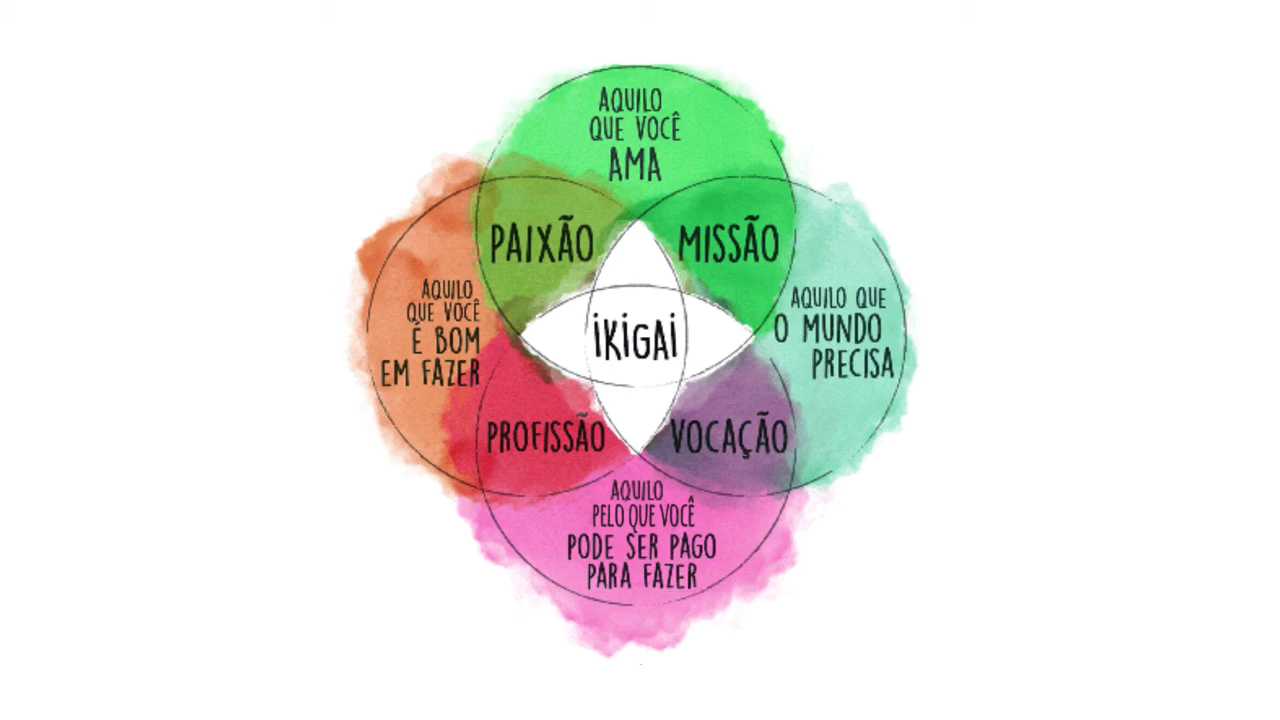 AQUILO
QUE VOCÊ
AMA
PAIXÃO
MISSÃO
AQUILO
QUE VOCÊ
É BOM
EM FAZER
IKIGAI
AQUILO QUE
O MUNDO
PRECISA
PROFISSÃO
VOCAÇÃO
AQUILO
PELO QUE VOCÊ
PODE SER PAGO
PARA FAZER